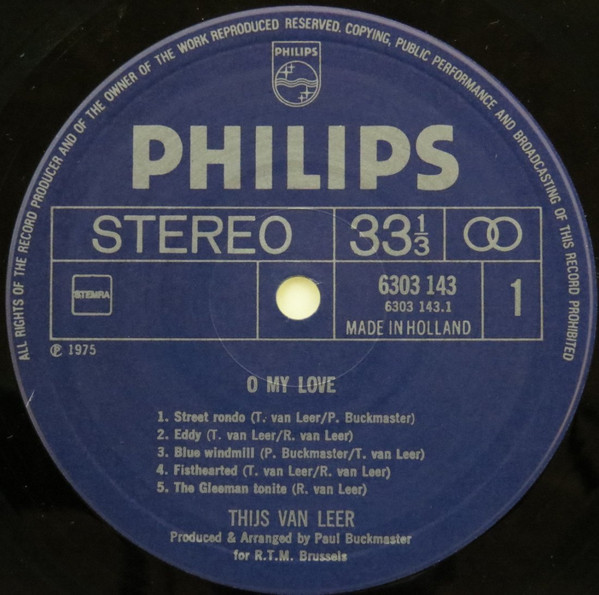 ALL RIGHTS OF THE RECORD PRODUCER AND OF THE OWNER OF THE WORK REPRODUCED RESERVED. COPYING, PUBLIC PERFORMANCE AND BROADCASTING OF THIS RECORD PROHIBITED
PHILIPS
PHILIPS
STEREO 33 1/3
STEMRA 6303 143 1
6303 143.1
MADE IN HOLLAND
℗ 1975
O MY LOVE
1. Street rondo (T. van Leer/P. Buckmaster)
2. Eddy (T. van Leer/R. van Leer)
3. Blue windmill (P. Buckmaster/T. van Leer)
4. Fisthearted (T. van Leer/R. van Leer)
5. The Gleeman tonite (R. van Leer)
THIJS VAN LEER
Produced & Arranged by Paul Buckmaster
for R.T.M. Brussels